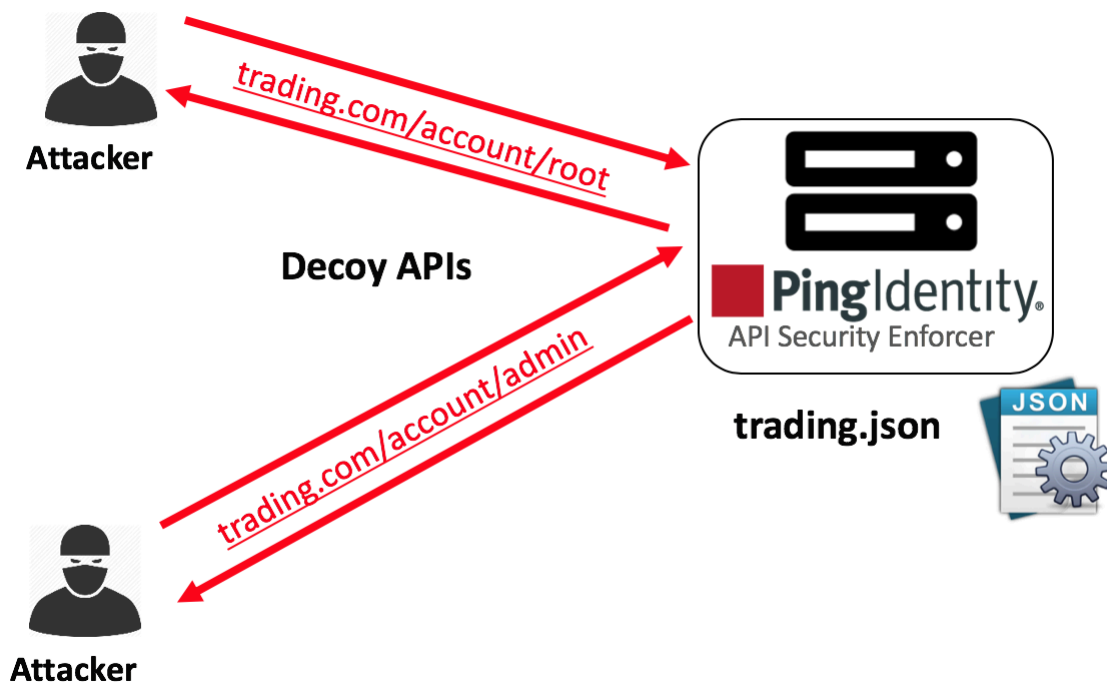 Attacker
trading.com/account/root
Decoy APIs
PingIdentity®
API Security Enforcer
trading.com/account/admin
JSON
trading.json
Attacker